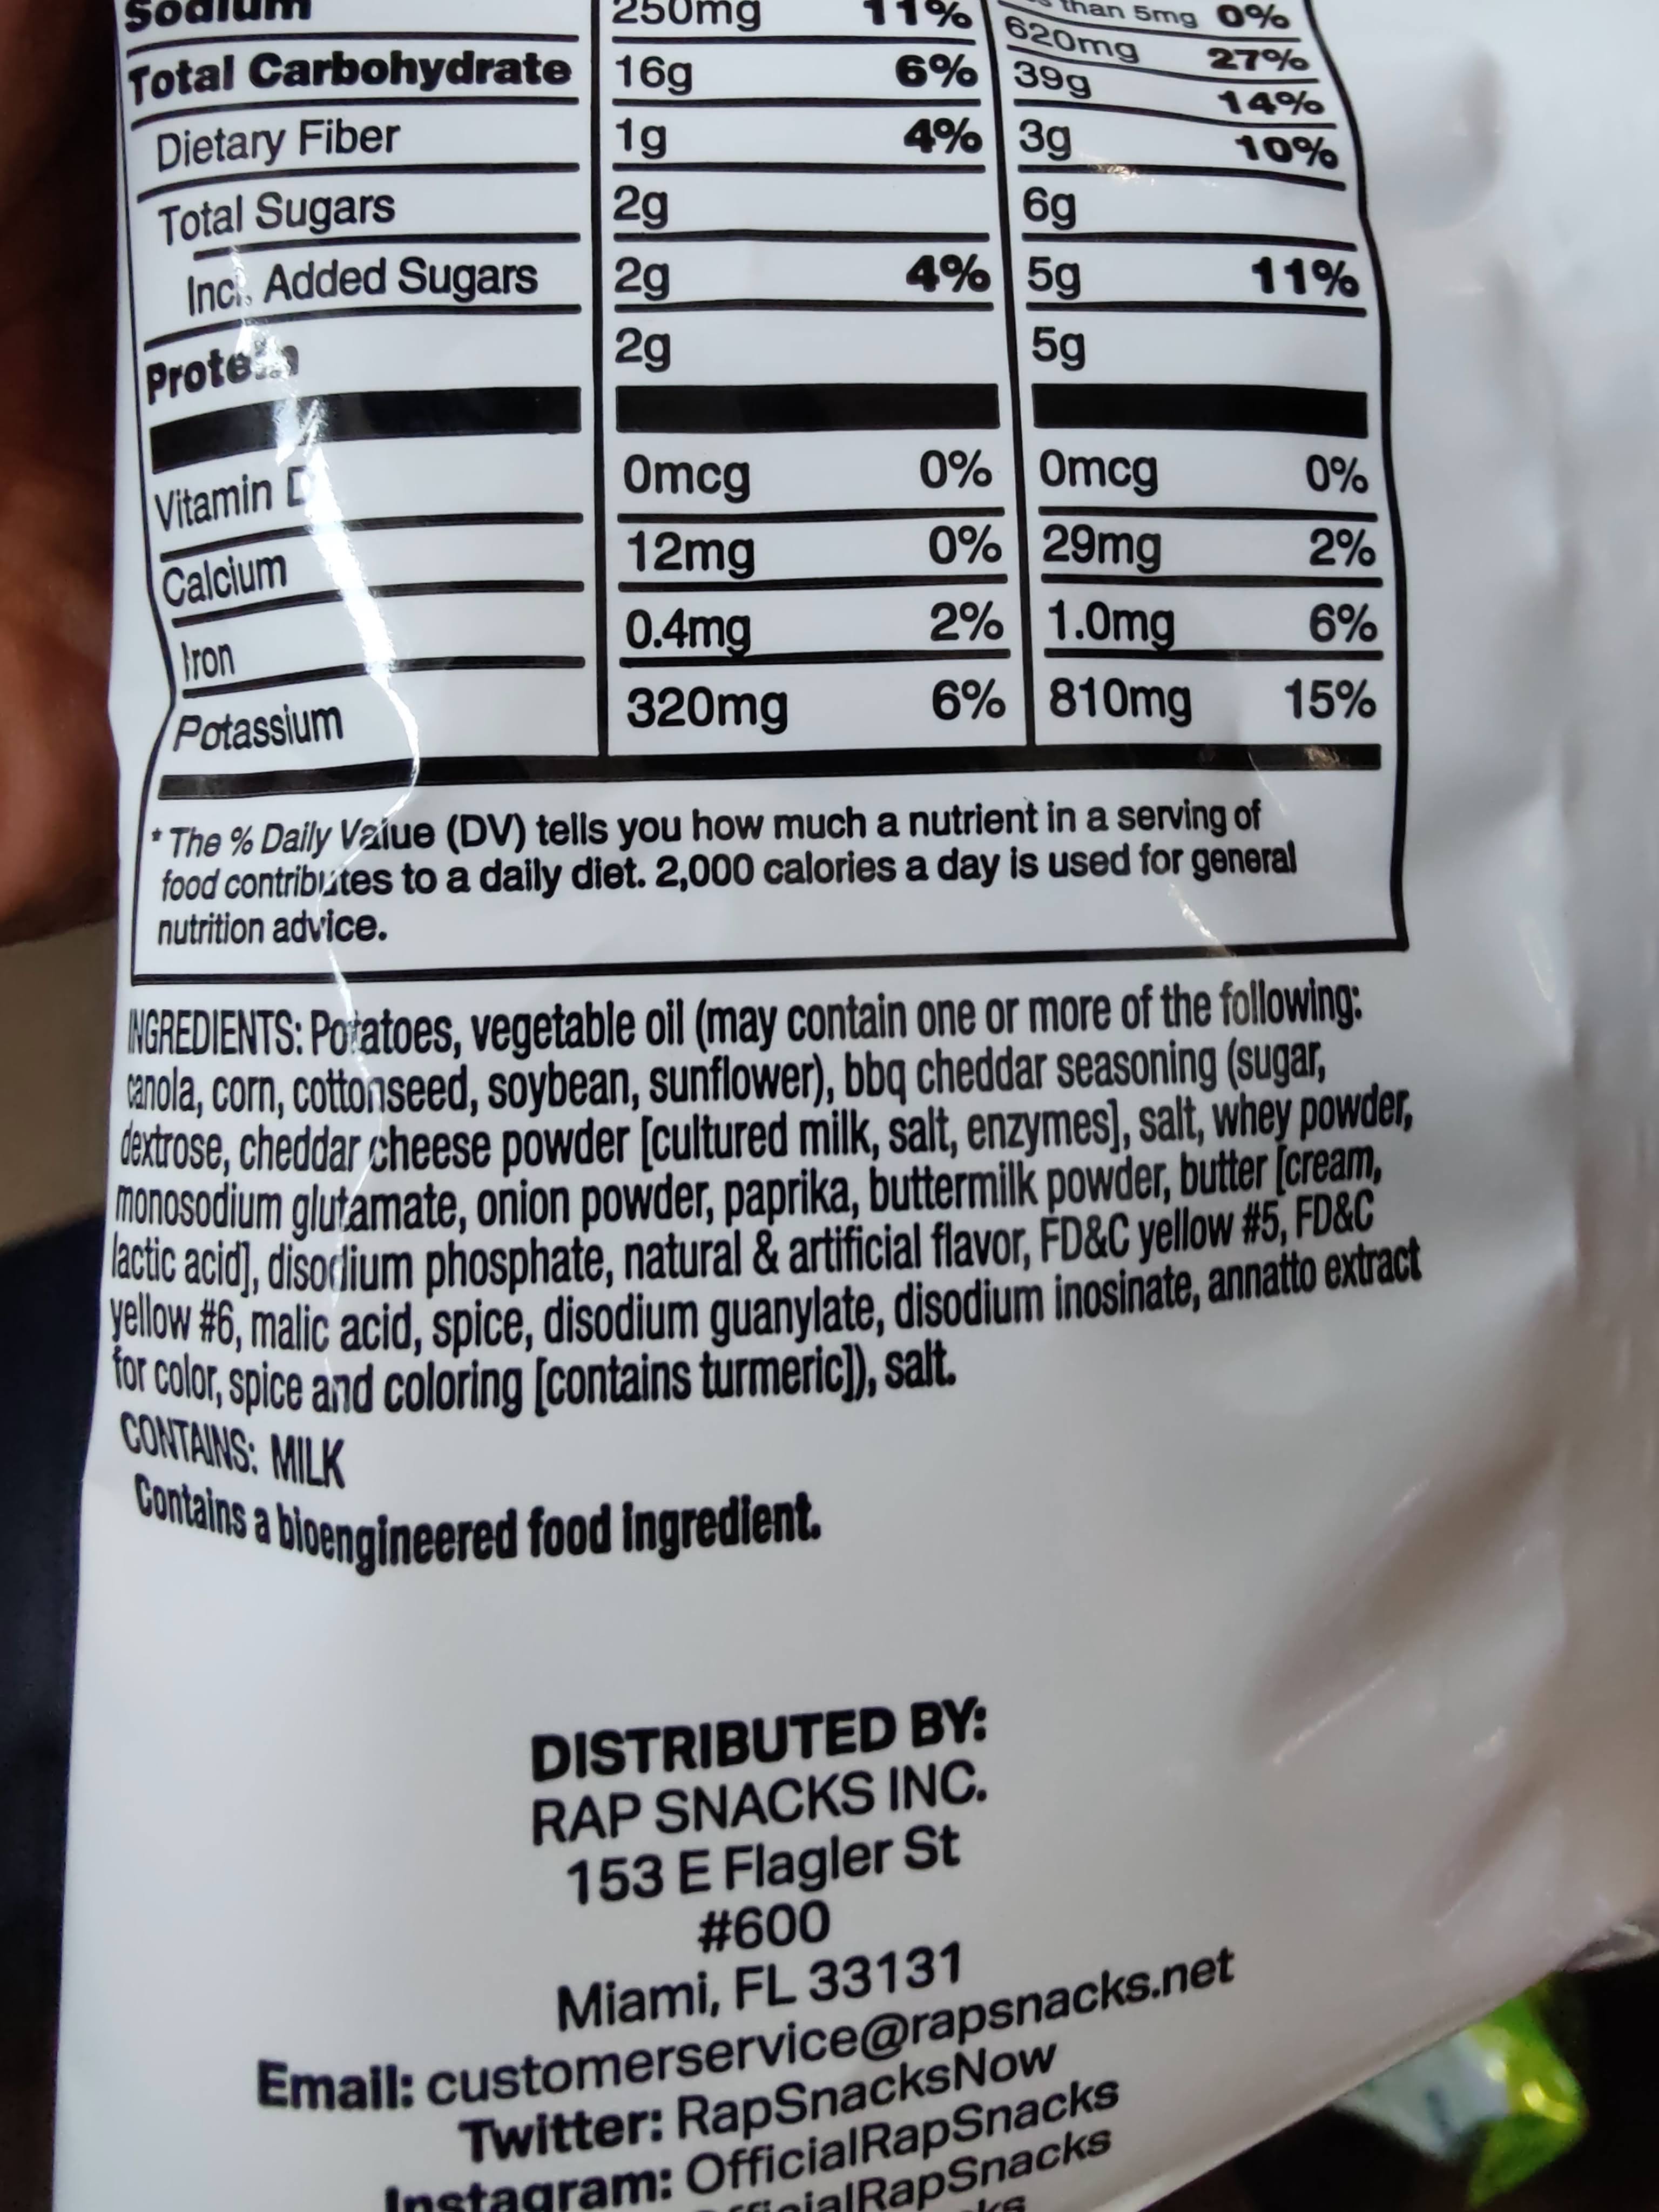 Sodium 250mg 11% than 5mg 0%
620mg 27%
Total Carbohydrate 16g 6% 39g 14%
Dietary Fiber 1g 4% 3g 10%
Total Sugars 2g 6g
Incl. Added Sugars 2g 4% 5g 11%
Protein 2g 5g
Vitamin D 0mcg 0% 0mcg 0%
Calcium 12mg 0% 29mg 2%
Iron 0.4mg 2% 1.0mg 6%
Potassium 320mg 6% 810mg 15%
* The % Daily Value (DV) tells you how much a nutrient in a serving of
food contributes to a daily diet. 2,000 calories a day is used for general
nutrition advice.
INGREDIENTS: Potatoes, vegetable oil (may contain one or more of the following:
canola, corn, cottonseed, soybean, sunflower), bbq cheddar seasoning (sugar,
dextrose, cheddar cheese powder [cultured milk, salt, enzymes], salt, whey powder,
monosodium glutamate, onion powder, paprika, buttermilk powder, butter [cream,
lactic acid], disodium phosphate, natural & artificial flavor, FD&C yellow #5, FD&C
yellow #6, malic acid, spice, disodium guanylate, disodium inosinate, annatto extract
for color, spice and coloring [contains turmeric]), salt.
CONTAINS: MILK
Contains a bioengineered food ingredient.
DISTRIBUTED BY:
RAP SNACKS INC.
153 E Flagler St
#600
Miami, FL 33131
Email: customerservice@rapsnacks.net
Twitter: RapSnacksNow
Instagram: OfficialRapSnacks